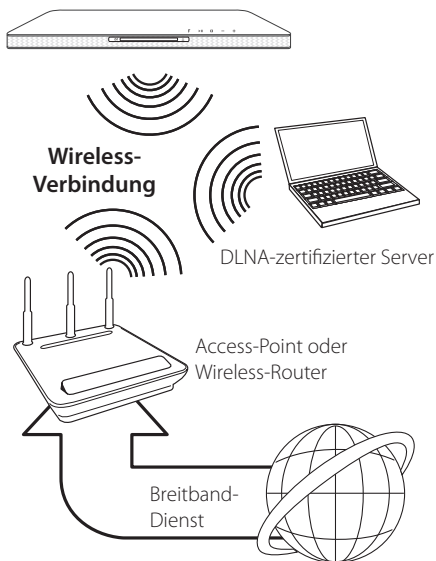 Wireless-
Verbindung
DLNA-zertifizierter Server
Access-Point oder
Wireless-Router
Breitband-
Dienst